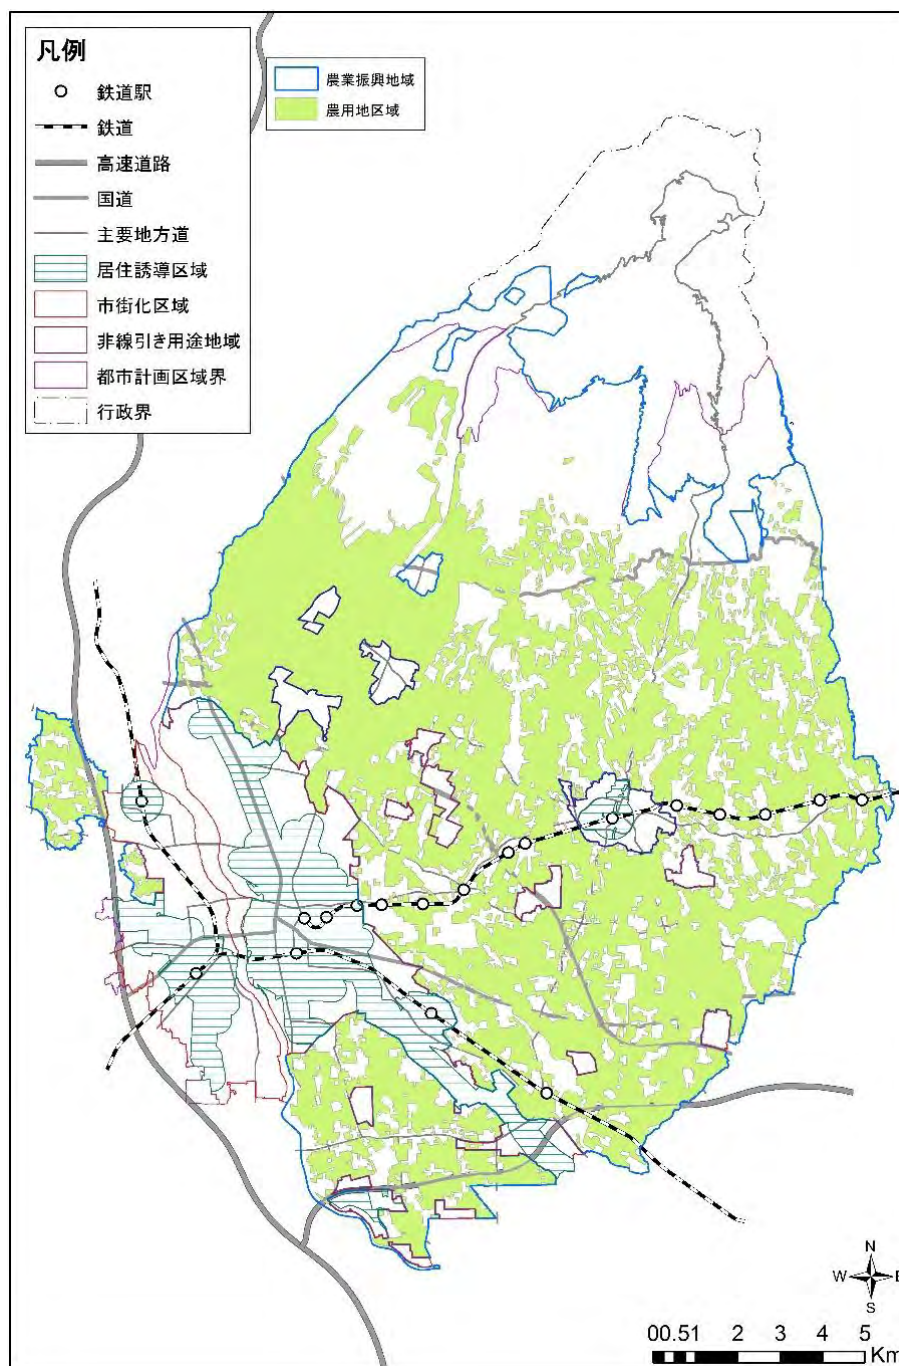 凡例
鉄道駅
鉄道
高速道路
国道
主要地方道
居住誘導区域
市街化区域
非線引き用途地域
都市計画区域界
行政界
農業振興地域
農用地区域
N
W E
S
00.51 2 3 4 5
Km